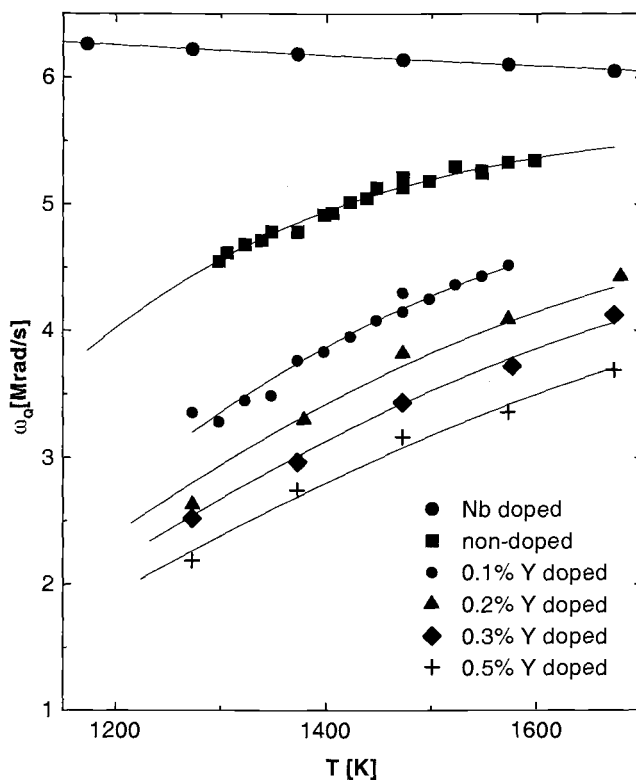 6
5
4
3
2
1
ω_Q[Mrad/s]
Nb doped
non-doped
0.1% Y doped
0.2% Y doped
0.3% Y doped
0.5% Y doped
1200 1400 1600
T [K]